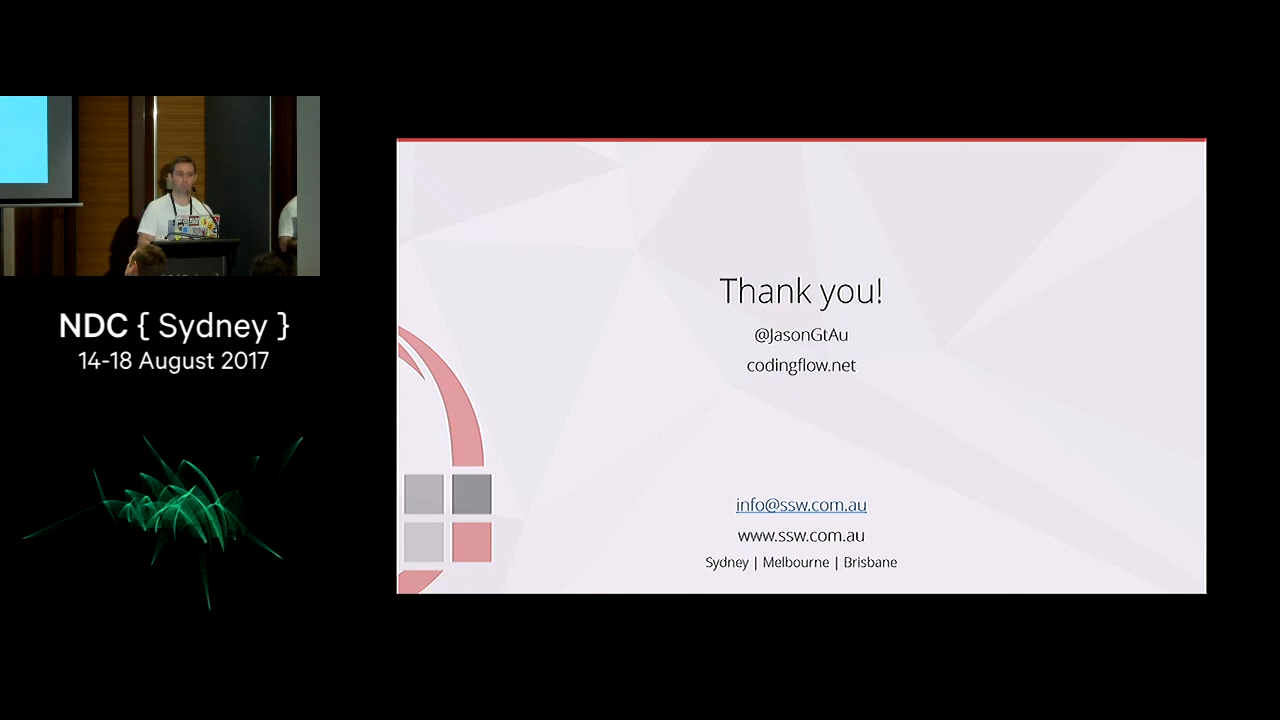 NDC { Sydney }
14-18 August 2017
Thank you!
@JasonGtAu
codingflow.net
info@ssw.com.au
www.ssw.com.au
Sydney | Melbourne | Brisbane